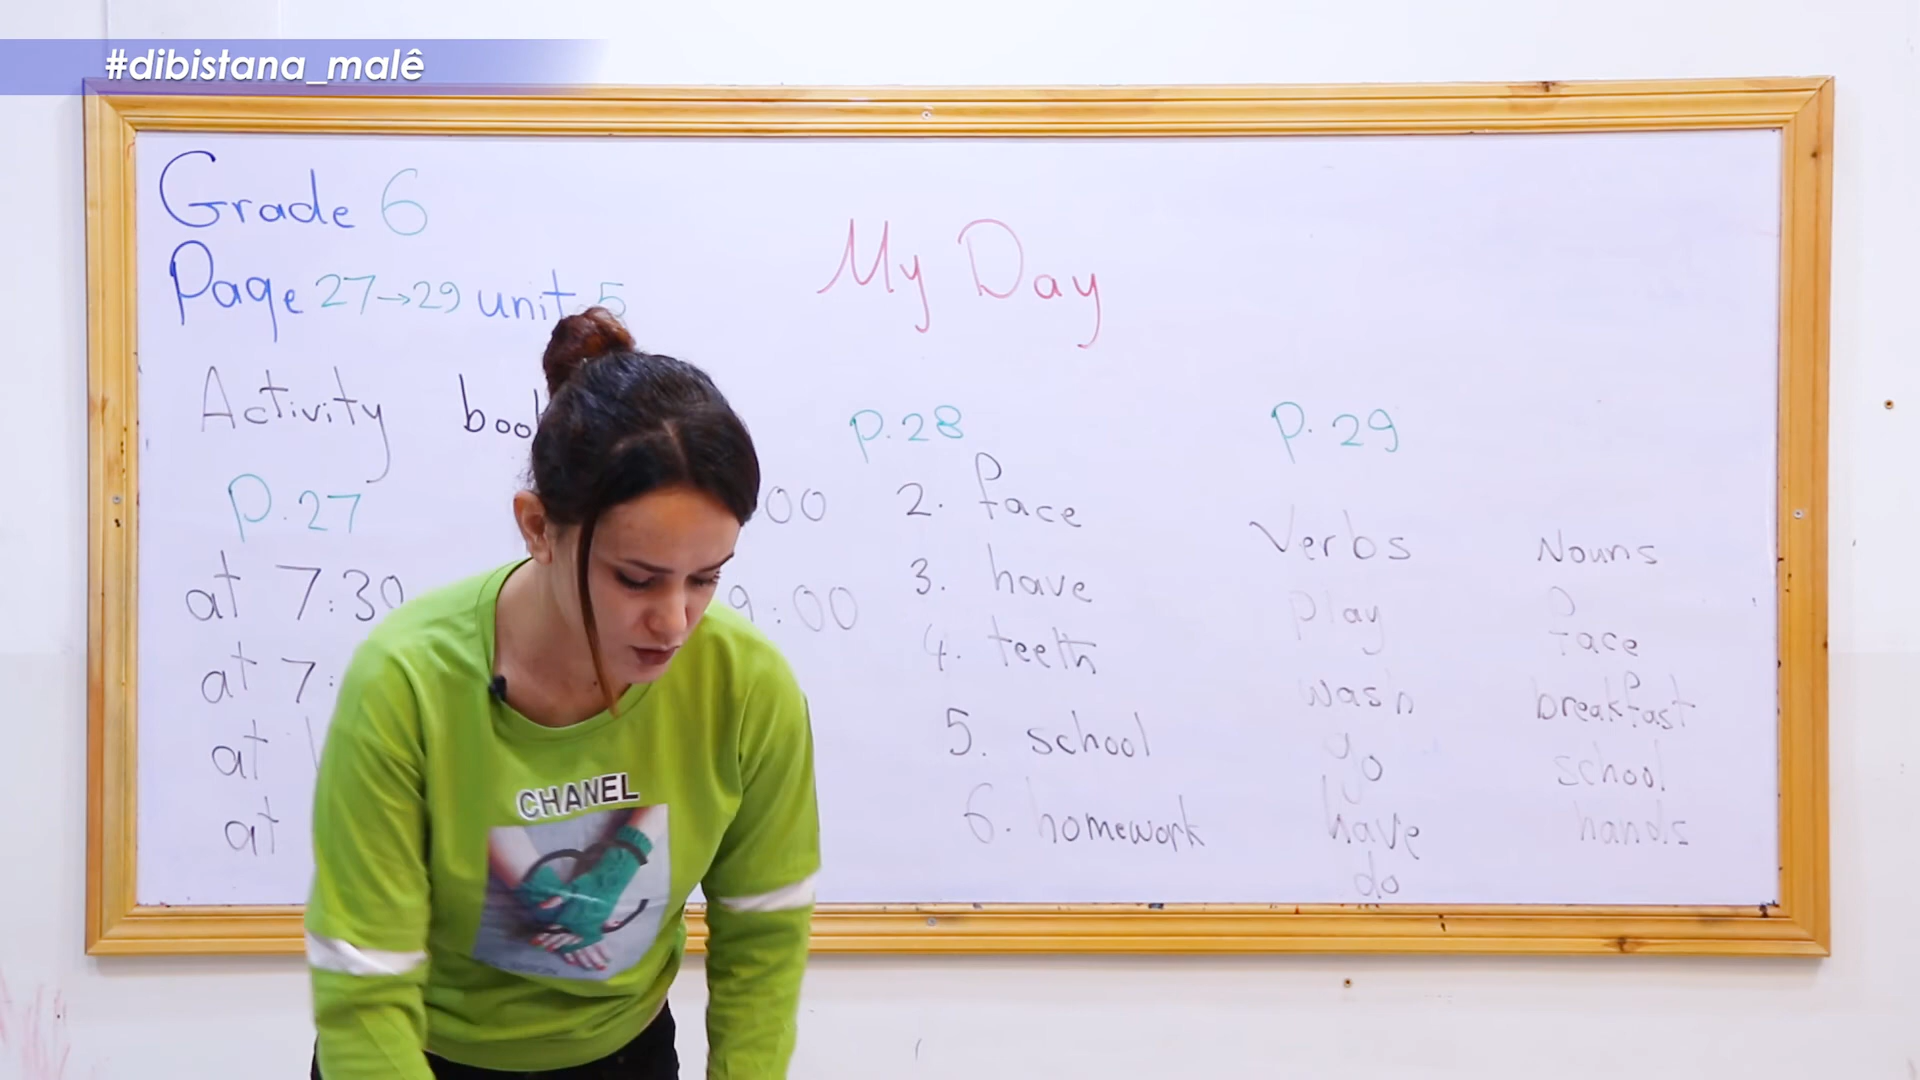 #dibistana_malê
Grade 6
My Day
Page 27→29 unit 5
Activity
P.27
at 7:30
at 7:
at
at
:00
9:00
P.28
2. face
3. have
4. teeth
5. school
6. homework
P. 29
Verbs
play
wash
go
have
do
Nouns
face
breakfast
school
hands
CHANEL